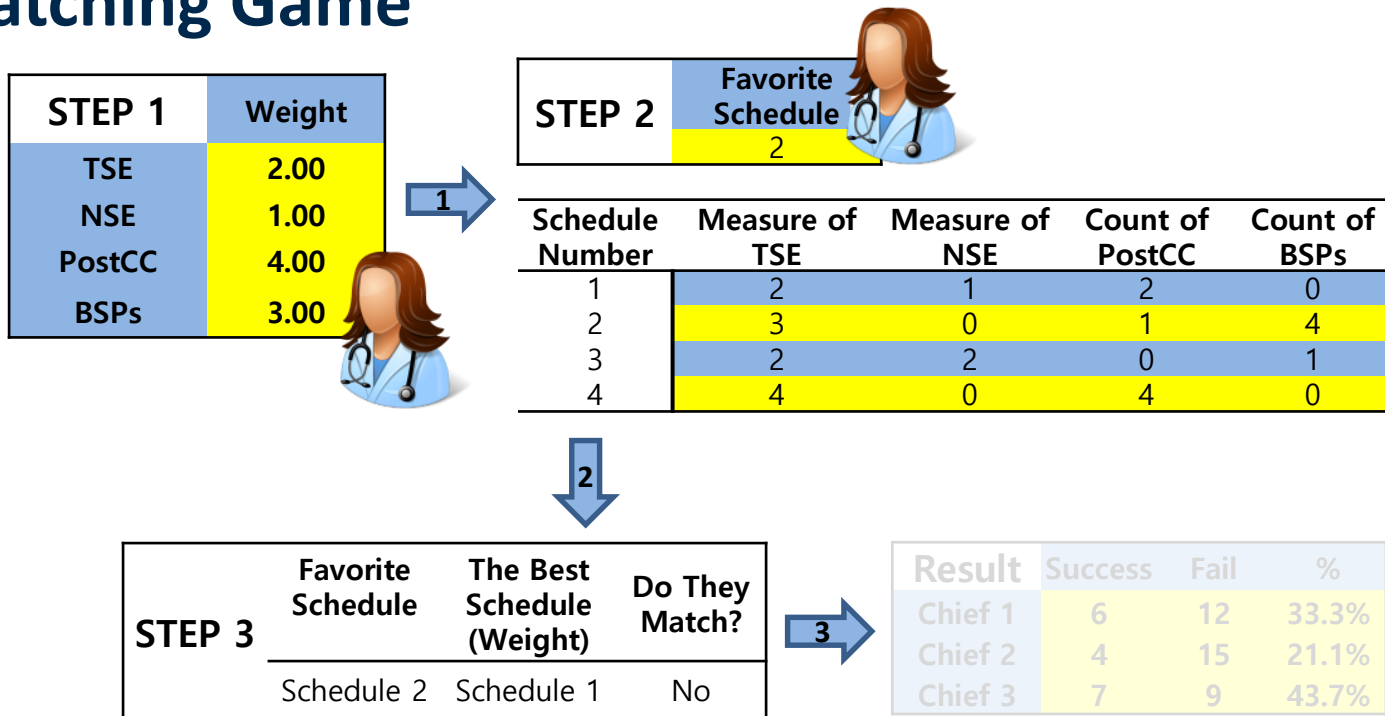 atching Game
STEP 1 Weight
TSE 2.00
NSE 1.00
PostCC 4.00
BSPs 3.00
1
STEP 2
Favorite
Schedule
2
Schedule Measure of Measure of Count of Count of
Number TSE NSE PostCC BSPs
1 2 1 2 0
2 3 0 1 4
3 2 2 0 1
4 4 0 4 0
2
STEP 3
Favorite The Best Do They
Schedule Schedule Match?
(Weight)
Schedule 2 Schedule 1 No
3
Result Success Fail %
Chief 1 6 12 33.3%
Chief 2 4 15 21.1%
Chief 3 7 9 43.7%